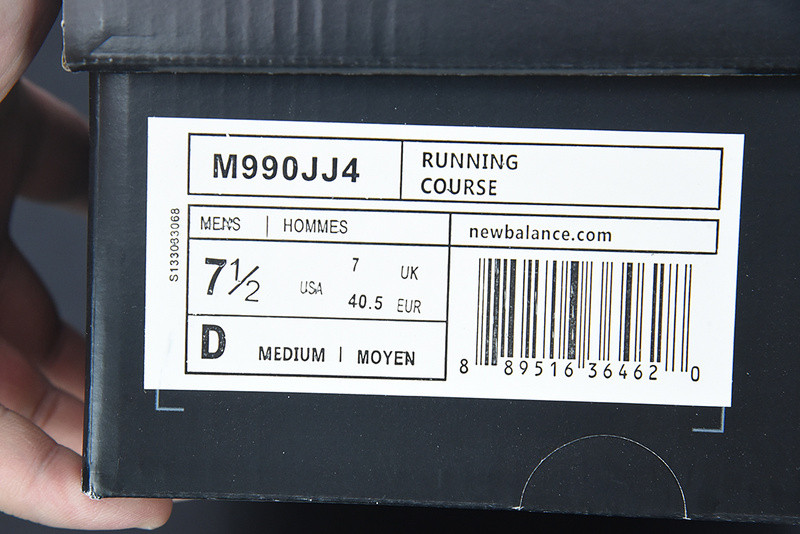 M990JJ4
RUNNING
COURSE
S133083068
MENS | HOMMES
newbalance.com
7½ USA 7 UK
40.5 EUR
D MEDIUM | MOYEN
8 89516 36462 0